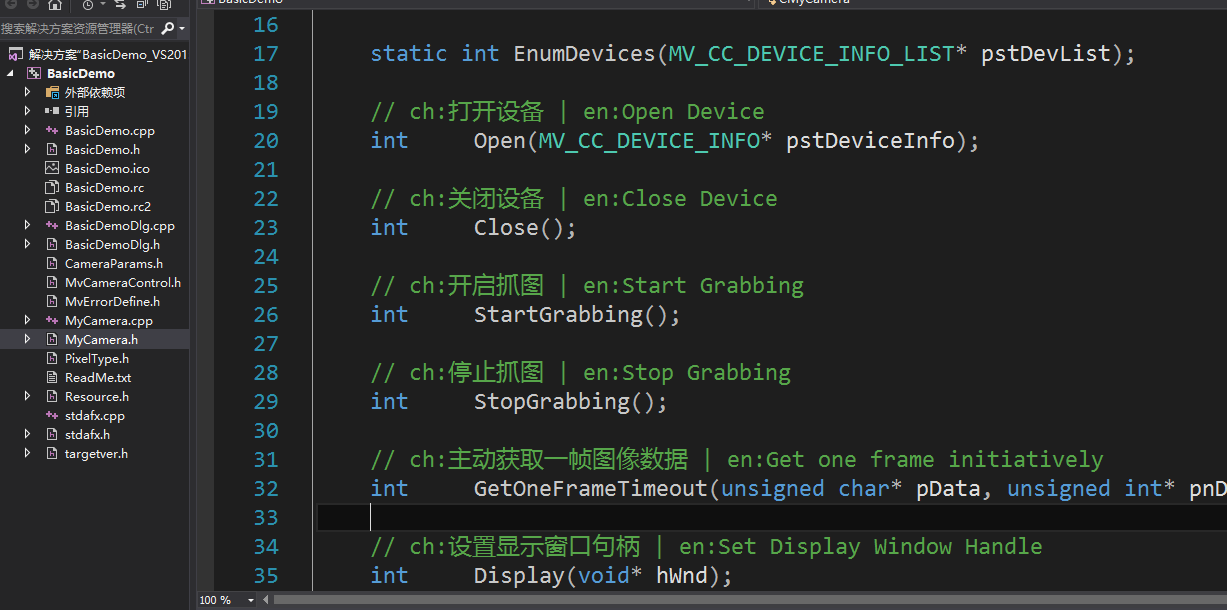 BasicDemo
CMyCamera
搜索解决方案资源管理器(Ctr
解决方案"BasicDemo_VS201
BasicDemo
外部依赖项
引用
BasicDemo.cpp
BasicDemo.h
BasicDemo.ico
BasicDemo.rc
BasicDemo.rc2
BasicDemoDlg.cpp
BasicDemoDlg.h
CameraParams.h
MvCameraControl.h
MvErrorDefine.h
MyCamera.cpp
MyCamera.h
PixelType.h
ReadMe.txt
Resource.h
stdafx.cpp
stdafx.h
targetver.h
16
17 static int EnumDevices(MV_CC_DEVICE_INFO_LIST* pstDevList);
18
19 // ch:打开设备 | en:Open Device
20 int Open(MV_CC_DEVICE_INFO* pstDeviceInfo);
21
22 // ch:关闭设备 | en:Close Device
23 int Close();
24
25 // ch:开启抓图 | en:Start Grabbing
26 int StartGrabbing();
27
28 // ch:停止抓图 | en:Stop Grabbing
29 int StopGrabbing();
30
31 // ch:主动获取一帧图像数据 | en:Get one frame initiatively
32 int GetOneFrameTimeout(unsigned char* pData, unsigned int* pnD
33
34 // ch:设置显示窗口句柄 | en:Set Display Window Handle
35 int Display(void* hWnd);
100 %